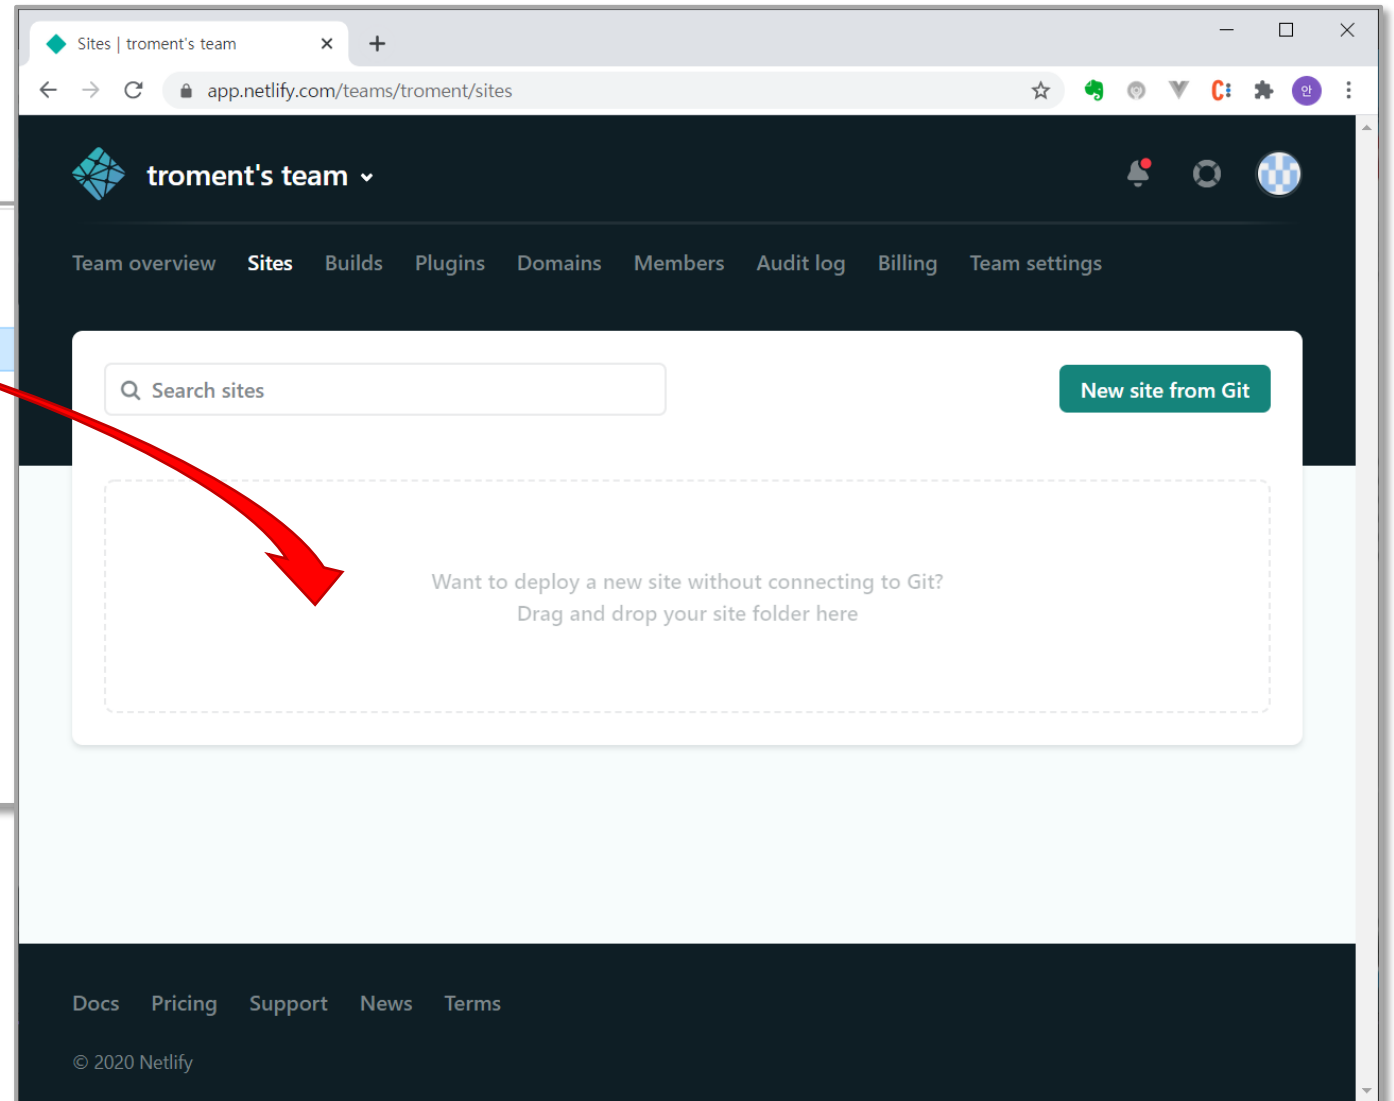 Sites | troment's team
app.netlify.com/teams/troment/sites
안
troment's team
Team overview Sites Builds Plugins Domains Members Audit log Billing Team settings
Search sites
New site from Git
Want to deploy a new site without connecting to Git?
Drag and drop your site folder here
Docs Pricing Support News Terms
© 2020 Netlify